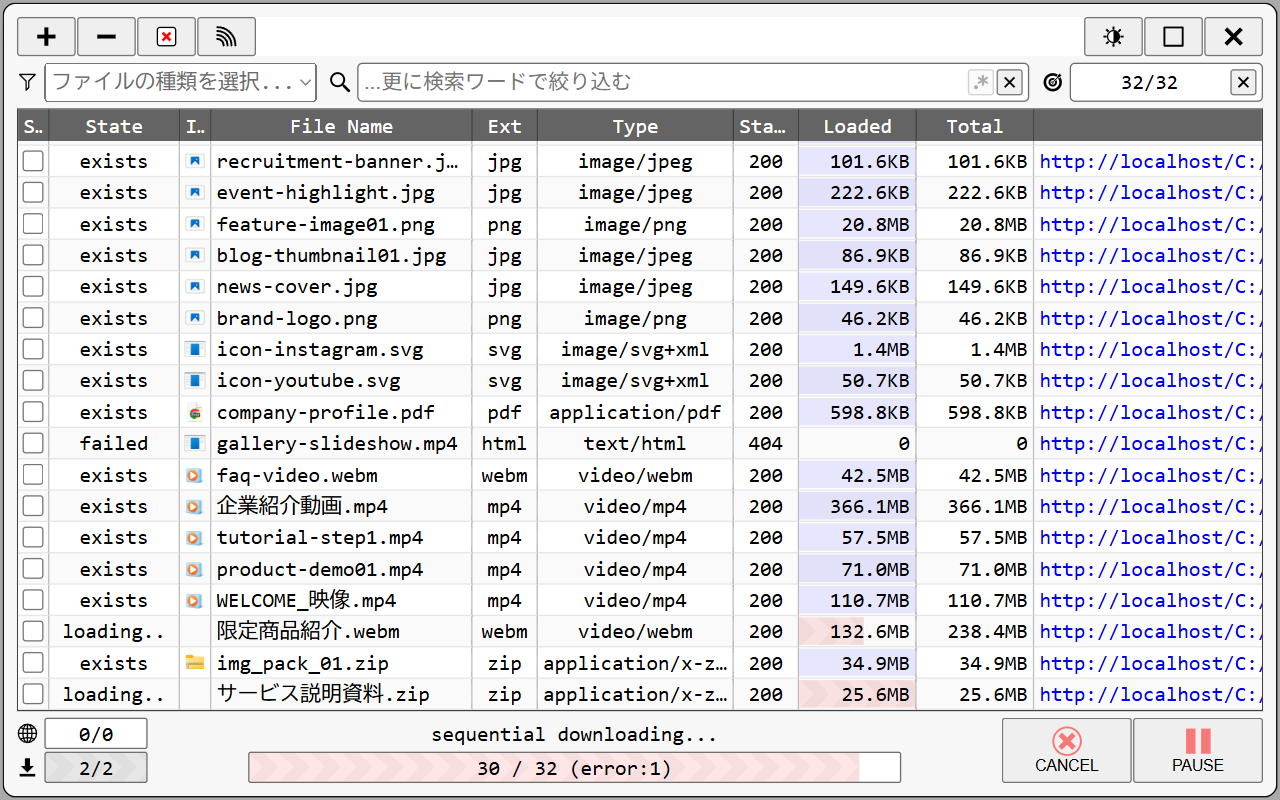 ファイルの種類を選択...
...更に検索ワードで絞り込む
.*
32/32
S.. State I.. File Name Ext Type Sta... Loaded Total
exists recruitment-banner.j... jpg image/jpeg 200 101.6KB 101.6KB http://localhost/C:/
exists event-highlight.jpg jpg image/jpeg 200 222.6KB 222.6KB http://localhost/C:/
exists feature-image01.png png image/png 200 20.8MB 20.8MB http://localhost/C:/
exists blog-thumbnail01.jpg jpg image/jpeg 200 86.9KB 86.9KB http://localhost/C:/
exists news-cover.jpg jpg image/jpeg 200 149.6KB 149.6KB http://localhost/C:/
exists brand-logo.png png image/png 200 46.2KB 46.2KB http://localhost/C:/
exists icon-instagram.svg svg image/svg+xml 200 1.4MB 1.4MB http://localhost/C:/
exists icon-youtube.svg svg image/svg+xml 200 50.7KB 50.7KB http://localhost/C:/
exists company-profile.pdf pdf application/pdf 200 598.8KB 598.8KB http://localhost/C:/
failed gallery-slideshow.mp4 html text/html 404 0 0 http://localhost/C:/
exists faq-video.webm webm video/webm 200 42.5MB 42.5MB http://localhost/C:/
exists 企業紹介動画.mp4 mp4 video/mp4 200 366.1MB 366.1MB http://localhost/C:/
exists tutorial-step1.mp4 mp4 video/mp4 200 57.5MB 57.5MB http://localhost/C:/
exists product-demo01.mp4 mp4 video/mp4 200 71.0MB 71.0MB http://localhost/C:/
exists WELCOME_映像.mp4 mp4 video/mp4 200 110.7MB 110.7MB http://localhost/C:/
loading.. 限定商品紹介.webm webm video/webm 200 132.6MB 238.4MB http://localhost/C:/
exists img_pack_01.zip zip application/x-z... 200 34.9MB 34.9MB http://localhost/C:/
loading.. サービス説明資料.zip zip application/x-z... 200 25.6MB 25.6MB http://localhost/C:/
0/0
sequential downloading...
2/2
30 / 32 (error:1)
CANCEL
PAUSE